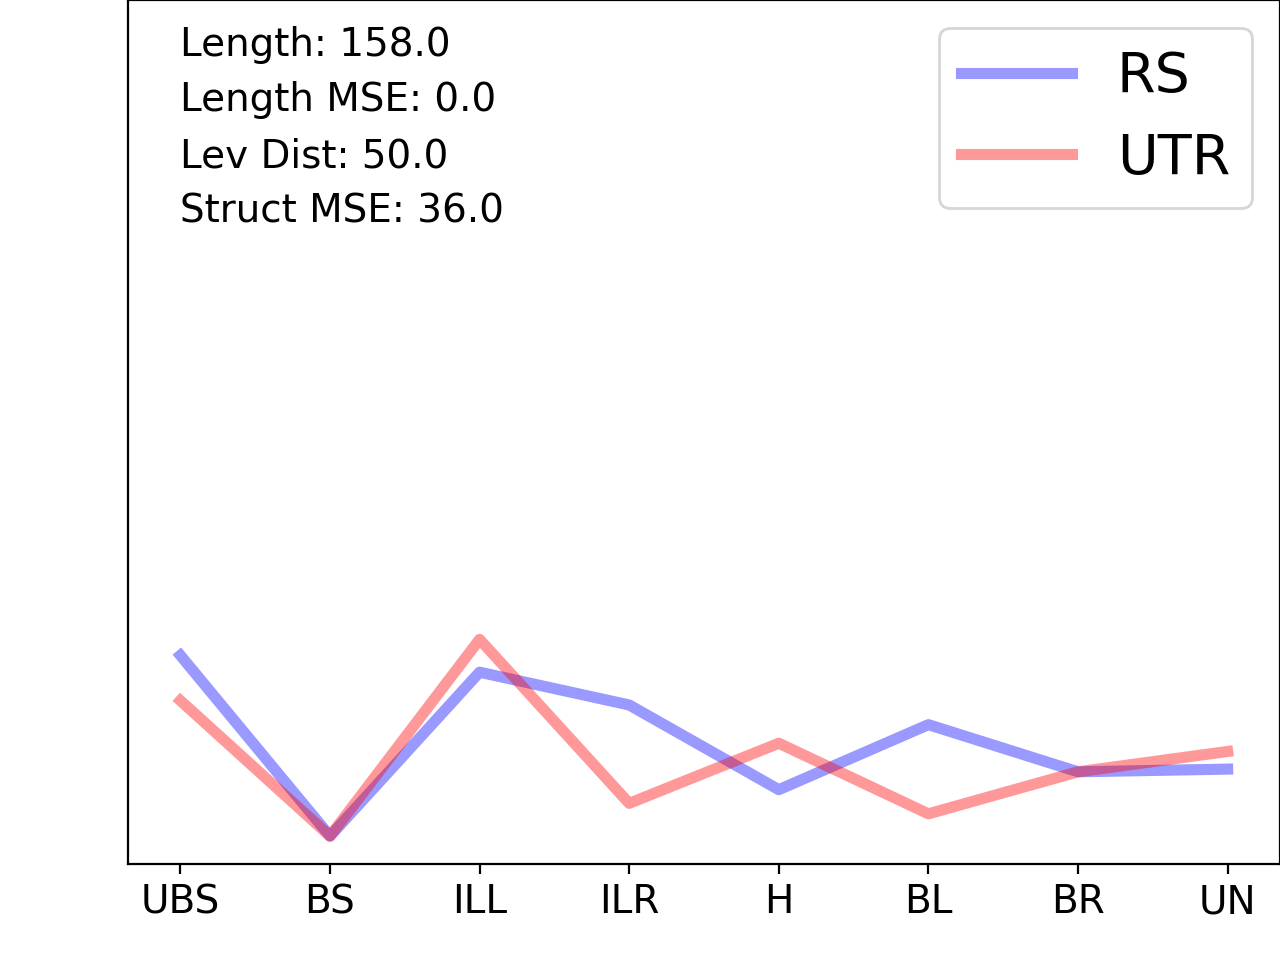 Length: 158.0
Length MSE: 0.0
Lev Dist: 50.0
Struct MSE: 36.0
RS
UTR
UBS BS ILL ILR H BL BR UN